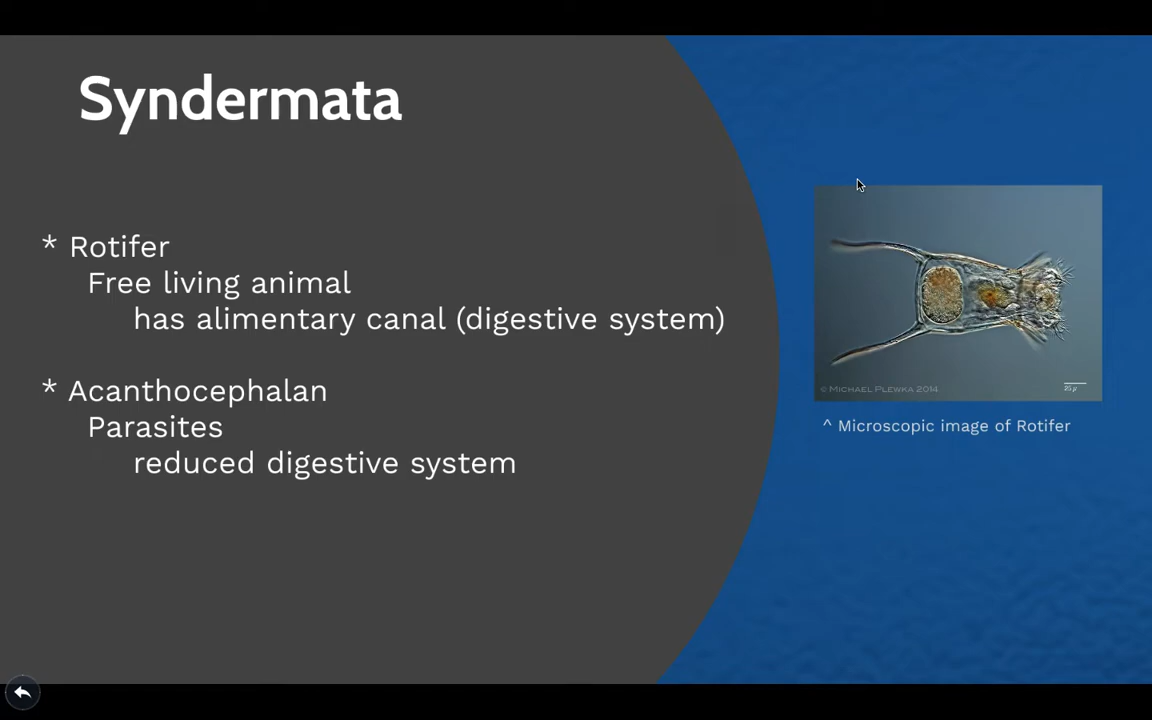 Syndermata
* Rotifer
Free living animal
has alimentary canal (digestive system)
* Acanthocephalan
Parasites
reduced digestive system
© Michael Plewka 2014
25 µ
^ Microscopic image of Rotifer